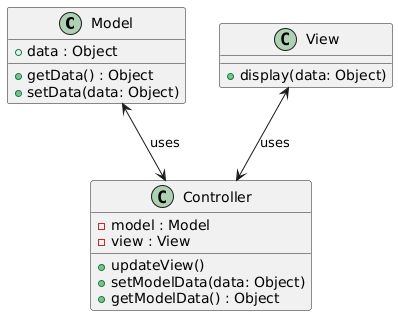 C Model
data : Object
getData() : Object
setData(data: Object)
C View
display(data: Object)
uses
uses
C Controller
model : Model
view : View
updateView()
setModelData(data: Object)
getModelData() : Object